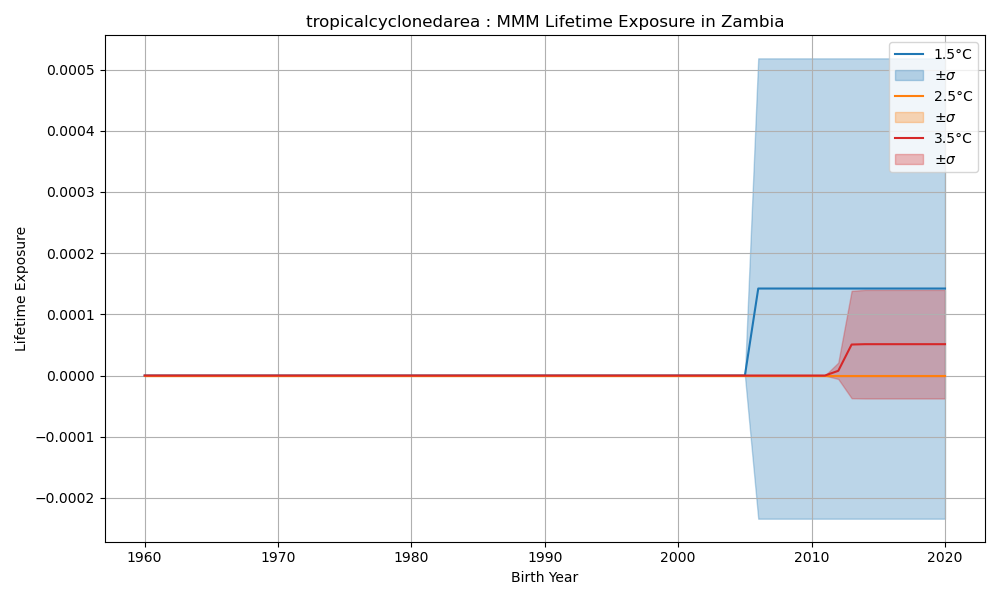 tropicalcyclonedarea : MMM Lifetime Exposure in Zambia
1.5°C
±σ
2.5°C
±σ
3.5°C
±σ
0.0005
0.0004
0.0003
0.0002
0.0001
0.0000
−0.0001
−0.0002
Lifetime Exposure
1960 1970 1980 1990 2000 2010 2020
Birth Year